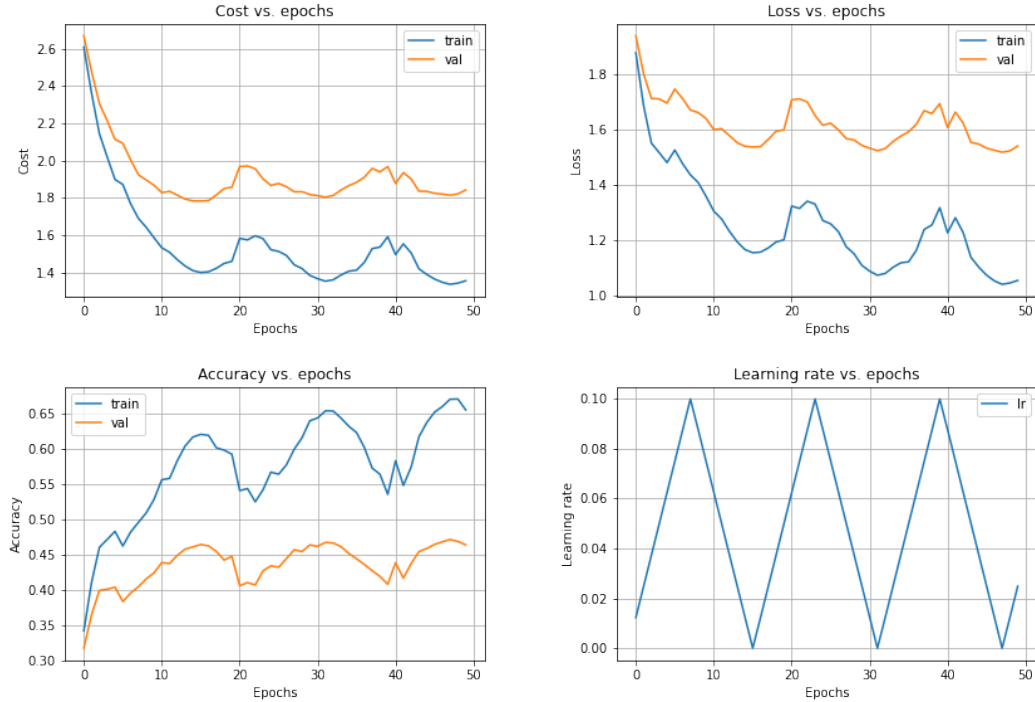 Cost vs. epochs
2.6
2.4
2.2
2.0
1.8
1.6
1.4
Cost
train
val
0 10 20 30 40 50
Epochs
Loss vs. epochs
1.8
1.6
1.4
1.2
1.0
Loss
train
val
0 10 20 30 40 50
Epochs
Accuracy vs. epochs
0.65
0.60
0.55
0.50
0.45
0.40
0.35
0.30
Accuracy
train
val
0 10 20 30 40 50
Epochs
Learning rate vs. epochs
0.10
0.08
0.06
0.04
0.02
0.00
Learning rate
lr
0 10 20 30 40 50
Epochs